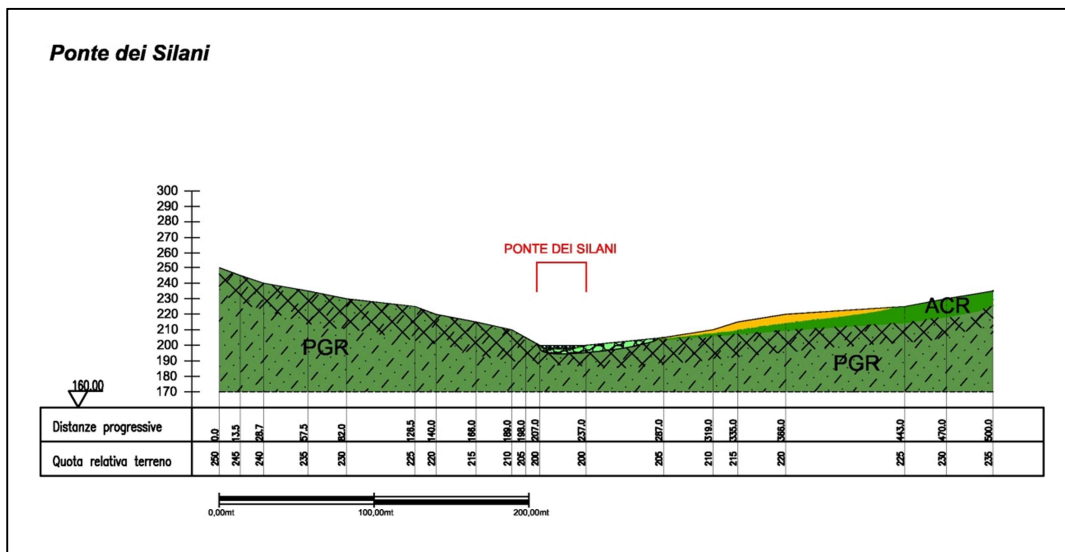 Ponte dei Silani
300
290
280
270
260
250
240
230
220
210
200
190
180
170
PONTE DEI SILANI
ACR
PGR
PGR
160.00
Distanze progressive 0.0 13.5 28.7 57.5 82.0 126.5 140.0 166.0 189.0 198.0 207.0 237.0 287.0 319.0 335.0 366.0 443.0 470.0 500.0
Quota relativa terreno 250 245 240 235 230 225 220 215 210 205 200 200 205 210 215 220 225 230 235
0,00mt 100,00mt 200,00mt